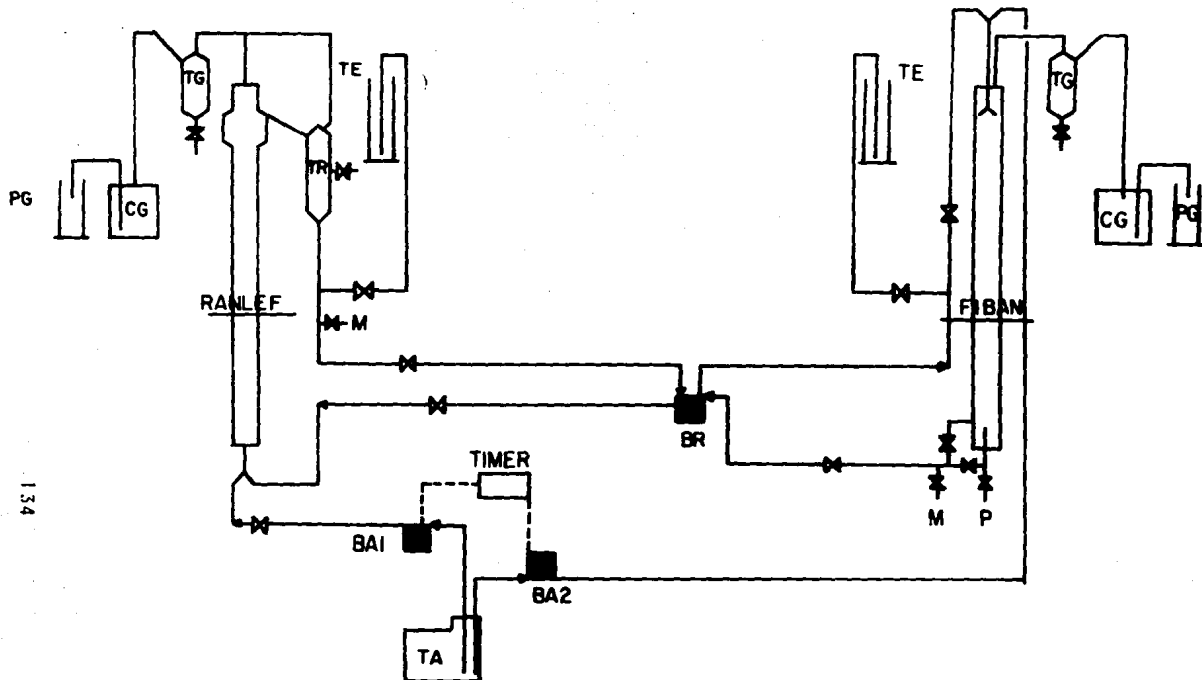 TG
TE
TE
TG
TR
PG
CG
CG
PG
RANLEF
M
FIBAN
BR
TIMER
134
M
P
BA1
BA2
TA